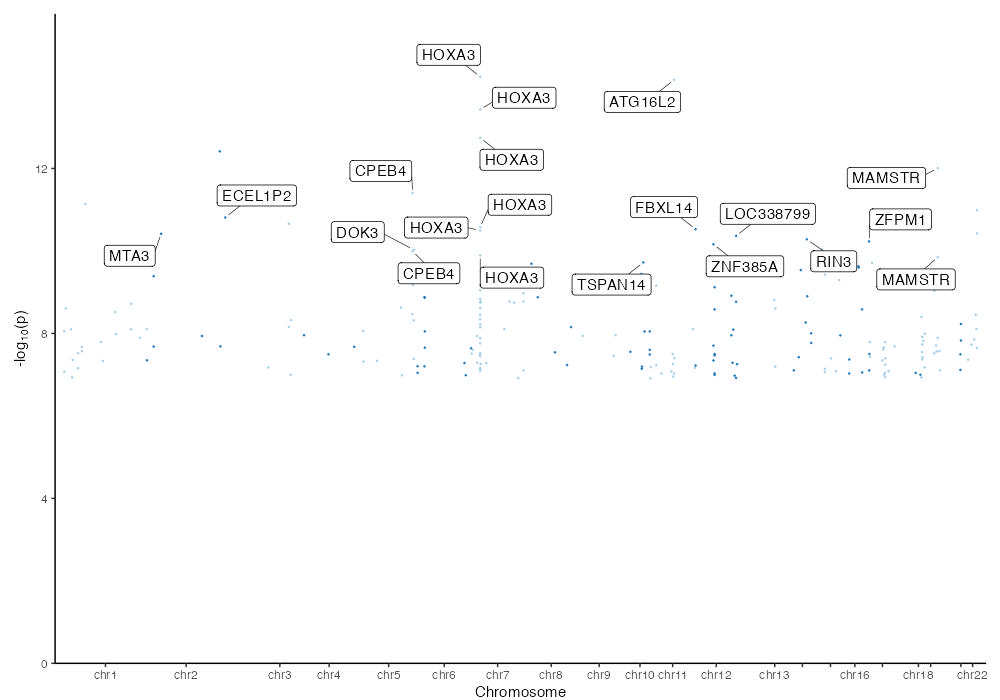 HOXA3
HOXA3
ATG16L2
HOXA3
12
CPEB4
MAMSTR
ECEL1P2
HOXA3
FBXL14
LOC338799
ZFPM1
HOXA3
DOK3
MTA3
RIN3
ZNF385A
CPEB4
HOXA3
TSPAN14
MAMSTR
8
-log10(p)
4
0
chr1 chr2 chr3 chr4 chr5 chr6 chr7 chr8 chr9 chr10 chr11 chr12 chr13 chr16 chr18 chr22
Chromosome